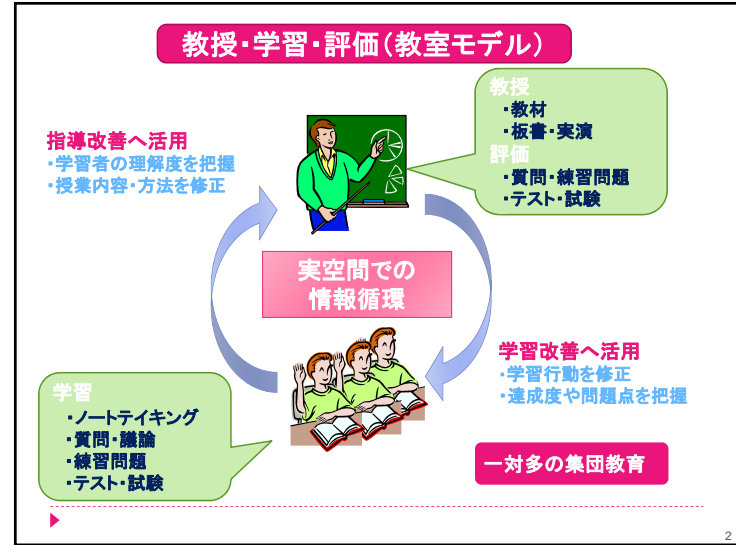 教授・学習・評価(教室モデル)
教授
・教材
・板書・実演
評価
・質問・練習問題
・テスト・試験
指導改善へ活用
・学習者の理解度を把握
・授業内容・方法を修正
実空間での
情報循環
学習改善へ活用
・学習行動を修正
・達成度や問題点を把握
学習
・ノートテイキング
・質問・議論
・練習問題
・テスト・試験
一対多の集団教育
2